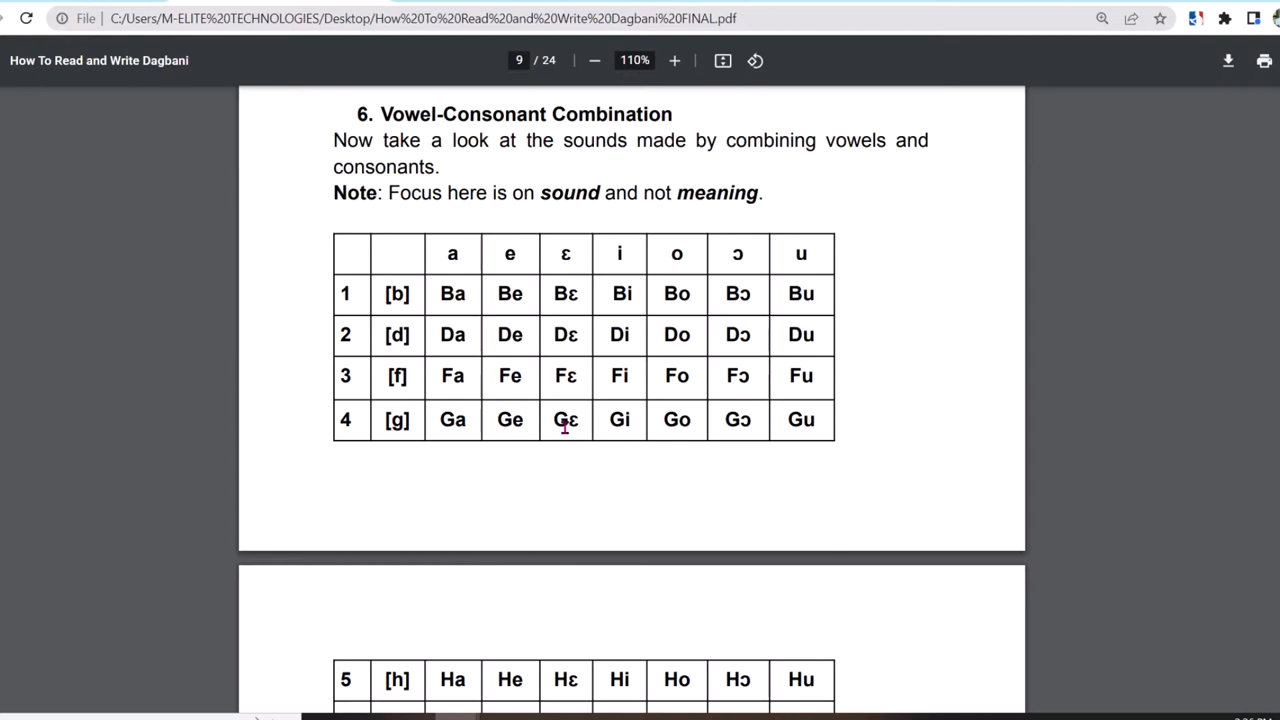 File C:/Users/M-ELITE%20TECHNOLOGIES/Desktop/How%20To%20Read%20and%20Write%20Dagbani%20FINAL.pdf
How To Read and Write Dagbani 9 / 24 110%
6. Vowel-Consonant Combination
Now take a look at the sounds made by combining vowels and
consonants.
Note: Focus here is on sound and not meaning.
a e ɛ i o ɔ u
1 [b] Ba Be Bɛ Bi Bo Bɔ Bu
2 [d] Da De Dɛ Di Do Dɔ Du
3 [f] Fa Fe Fɛ Fi Fo Fɔ Fu
4 [g] Ga Ge Gɛ Gi Go Gɔ Gu
5 [h] Ha He Hɛ Hi Ho Hɔ Hu